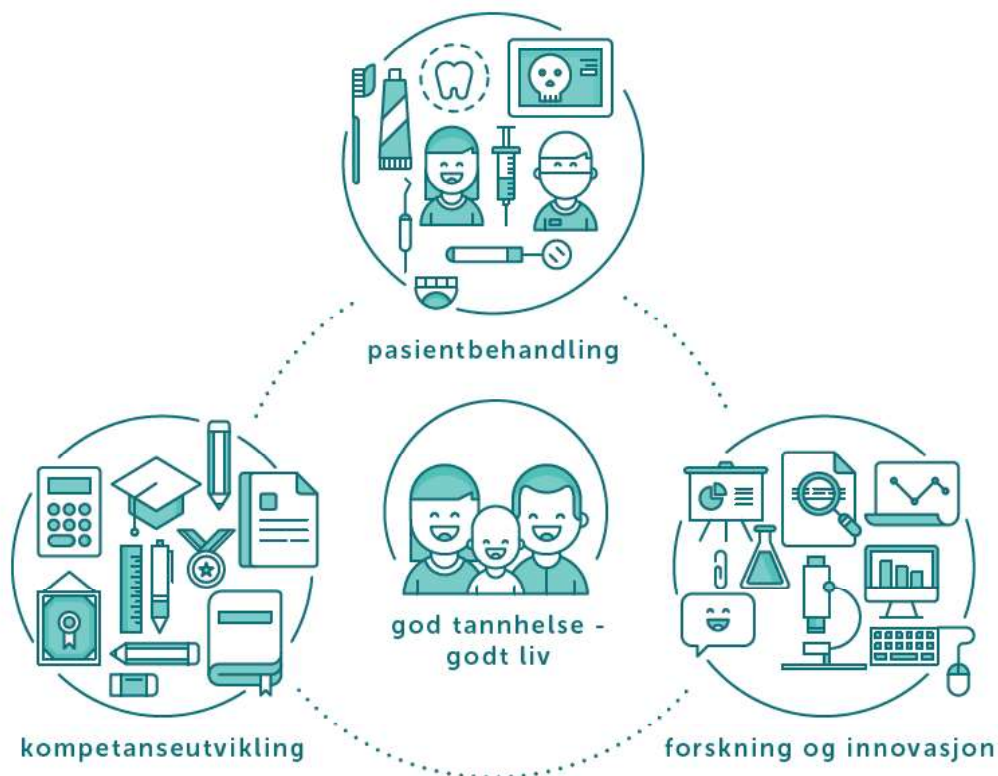 pasientbehandling
god tannhelse -
godt liv
kompetanseutvikling
forskning og innovasjon